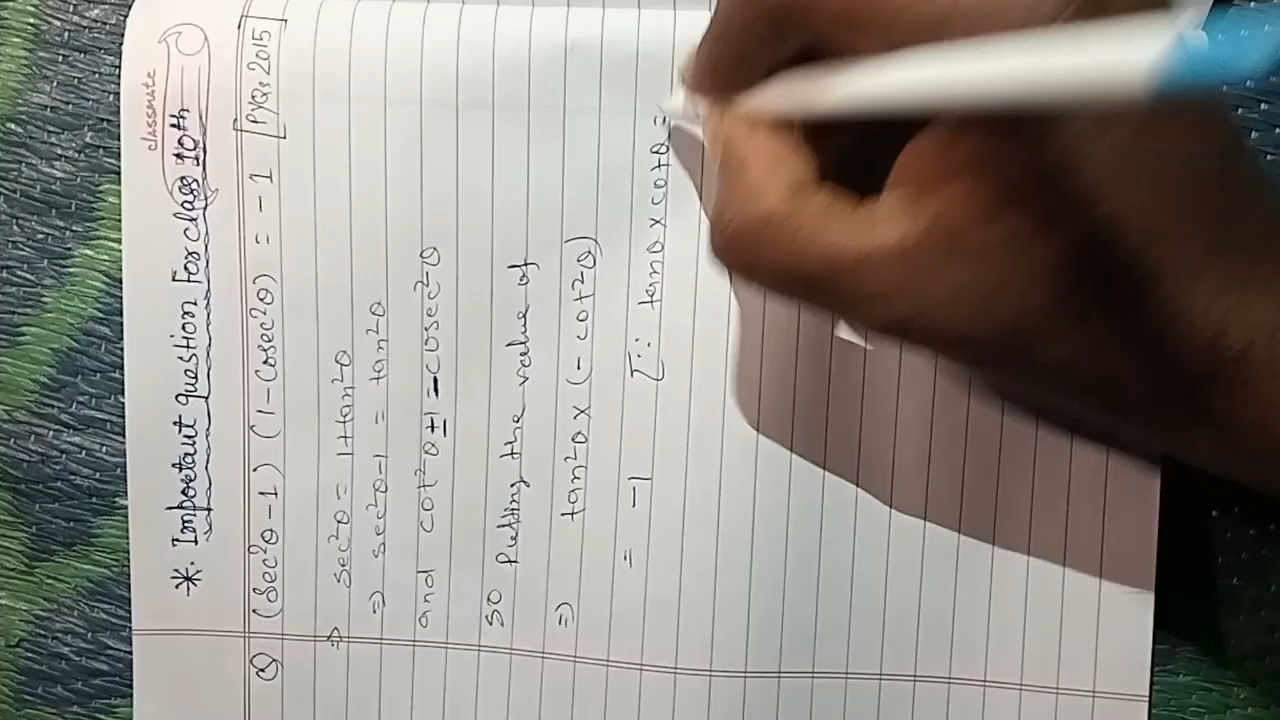 classmate
*. Impoetant question For class 10th
Q (sec²θ-1) (1-cosec²θ) = -1 [PYQs 2015]
⇒ sec²θ = 1+tan²θ
⇒ sec²θ-1 = tan²θ
and cot²θ+1=cosec²θ
so Putting the value of
⇒ tan²θ x (-cot²θ)
= -1 [∵ tanθ x cotθ =